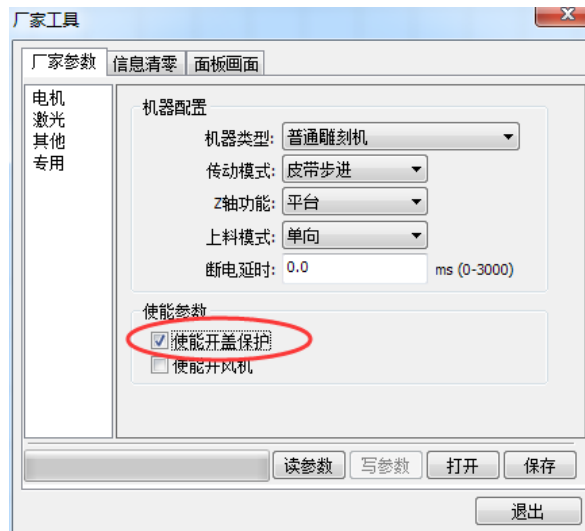 厂家工具
厂家参数 信息清零 面板画面
电机
激光
其他
专用
机器配置
机器类型: 普通雕刻机
传动模式: 皮带步进
Z轴功能: 平台
上料模式: 单向
断电延时: 0.0 ms (0-3000)
使能参数
使能开盖保护
使能开风机
读参数 写参数 打开 保存
退出